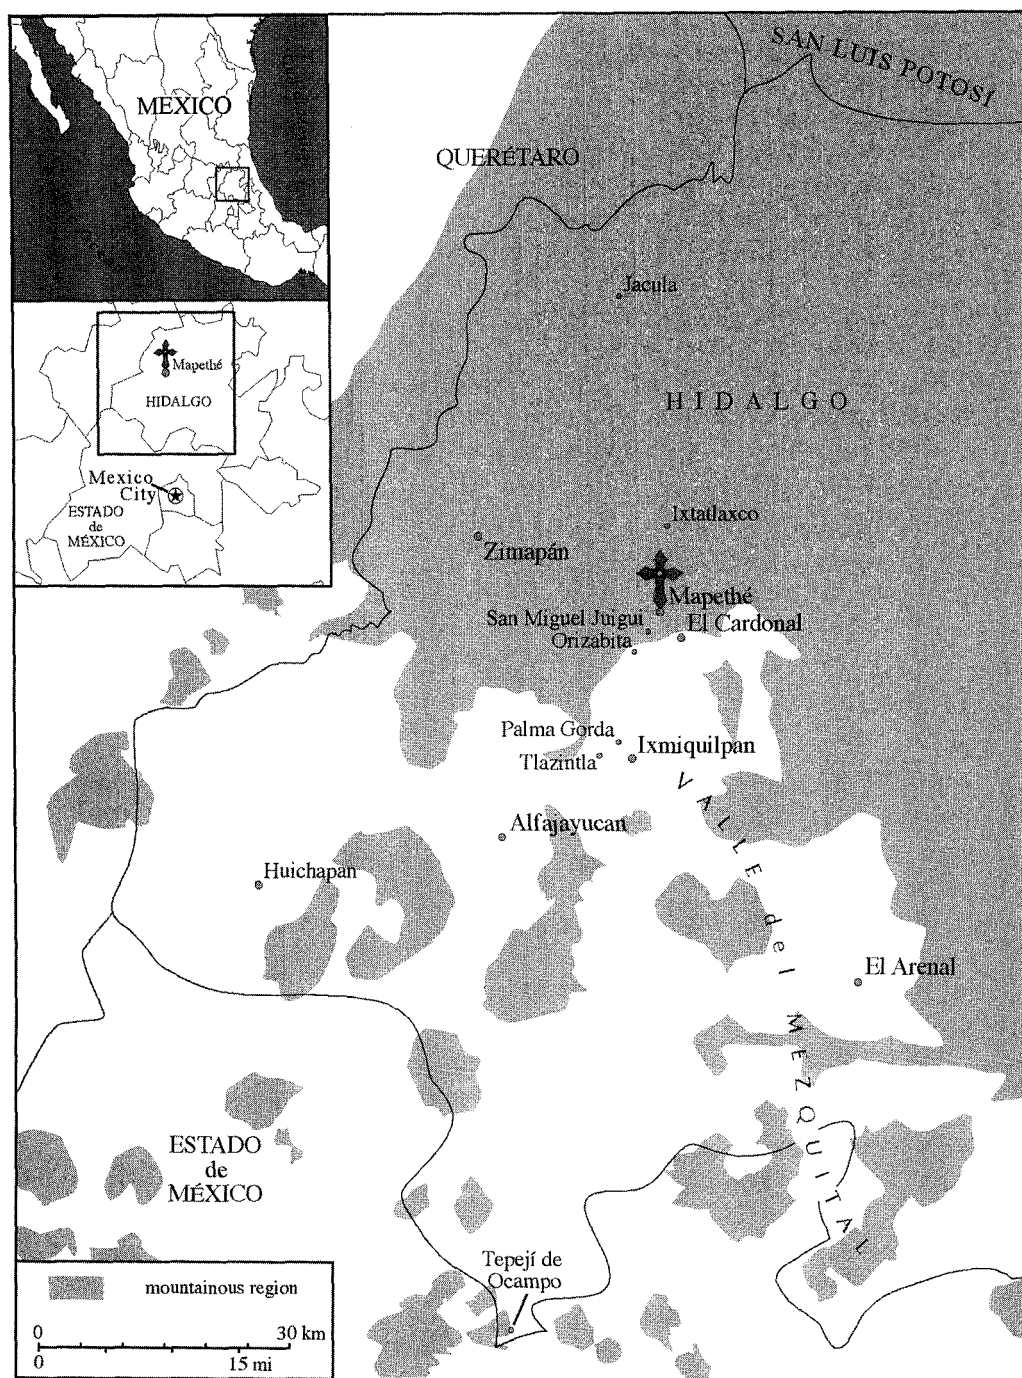 MEXICO
Mapethé
HIDALGO
Mexico
City
ESTADO
de
MÉXICO
SAN LUIS POTOSÍ
QUERÉTARO
Jacula
HIDALGO
Ixtatlaxco
Zimapán
Mapethé
San Miguel Juigui
El Cardonal
Orizabita
Palma Gorda
Ixmiquilpan
Tlazintla
VALLE del MEZQUITAL
Alfajayucan
Huichapan
El Arenal
ESTADO
de
MÉXICO
Tepejí de
Ocampo
mountainous region
0 30 km
0 15 mi